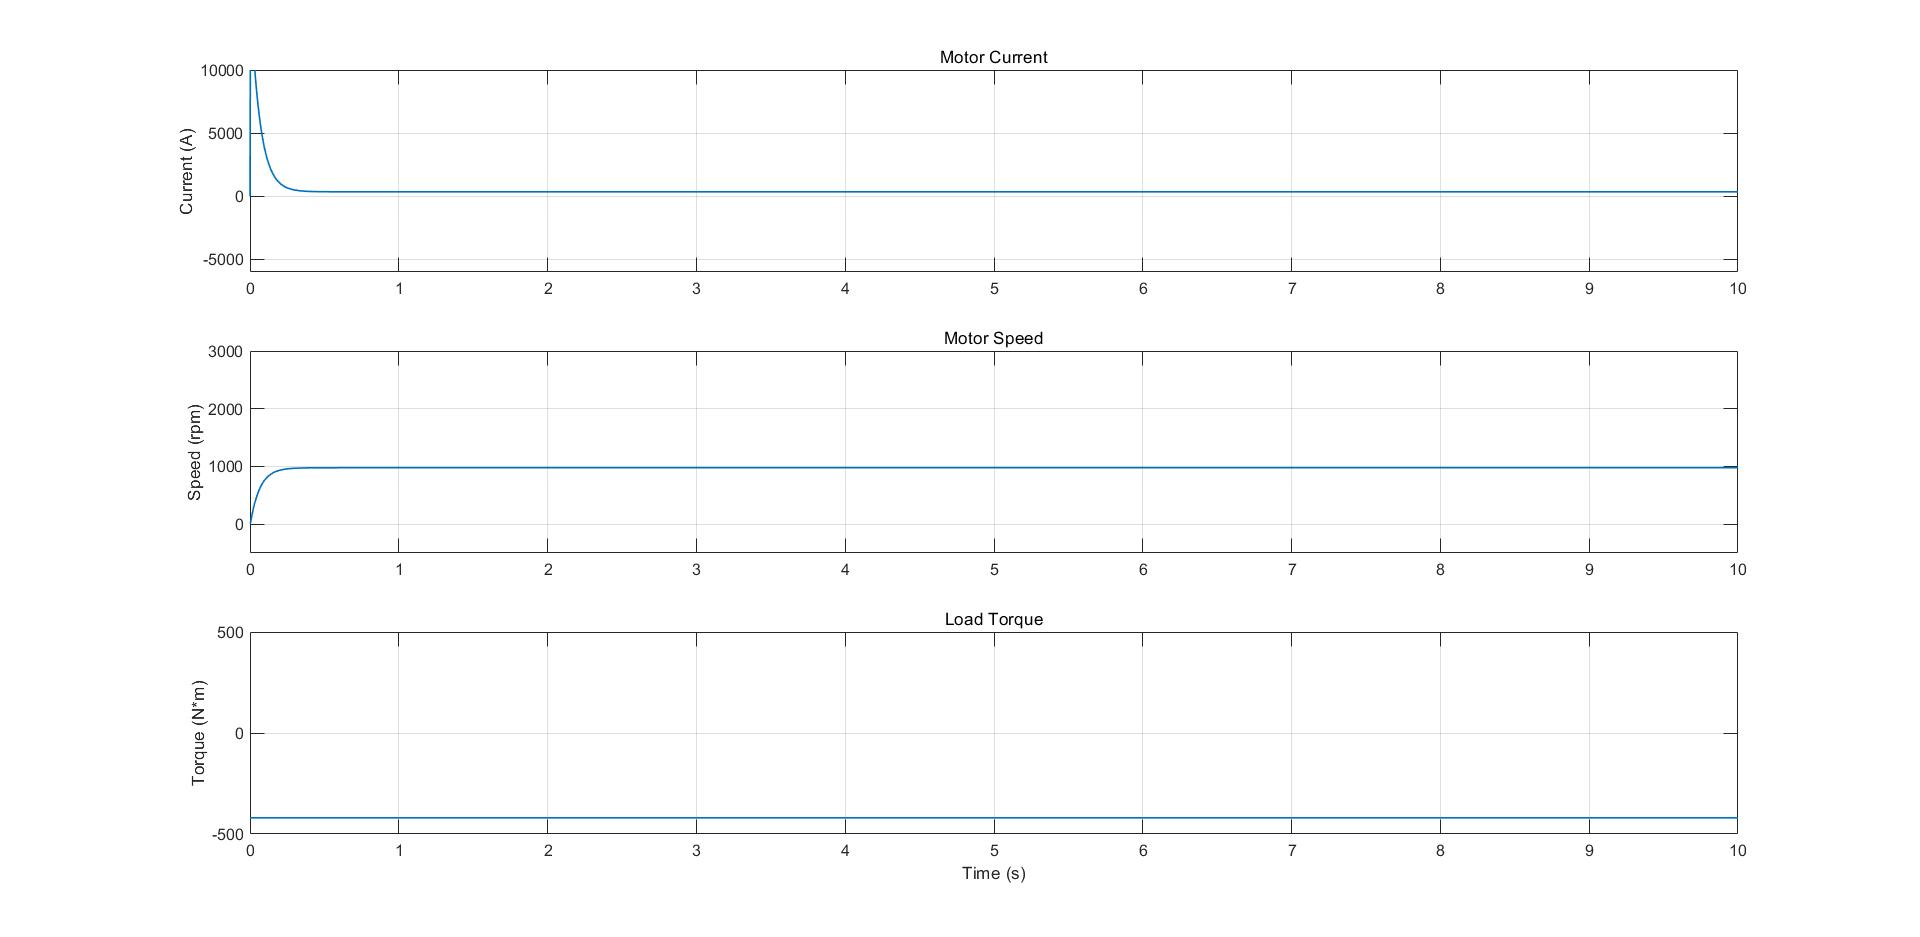 Motor Current
Current (A)
10000
5000
0
-5000
0 1 2 3 4 5 6 7 8 9 10
Motor Speed
Speed (rpm)
3000
2000
1000
0
0 1 2 3 4 5 6 7 8 9 10
Load Torque
Torque (N*m)
500
0
-500
0 1 2 3 4 5 6 7 8 9 10
Time (s)